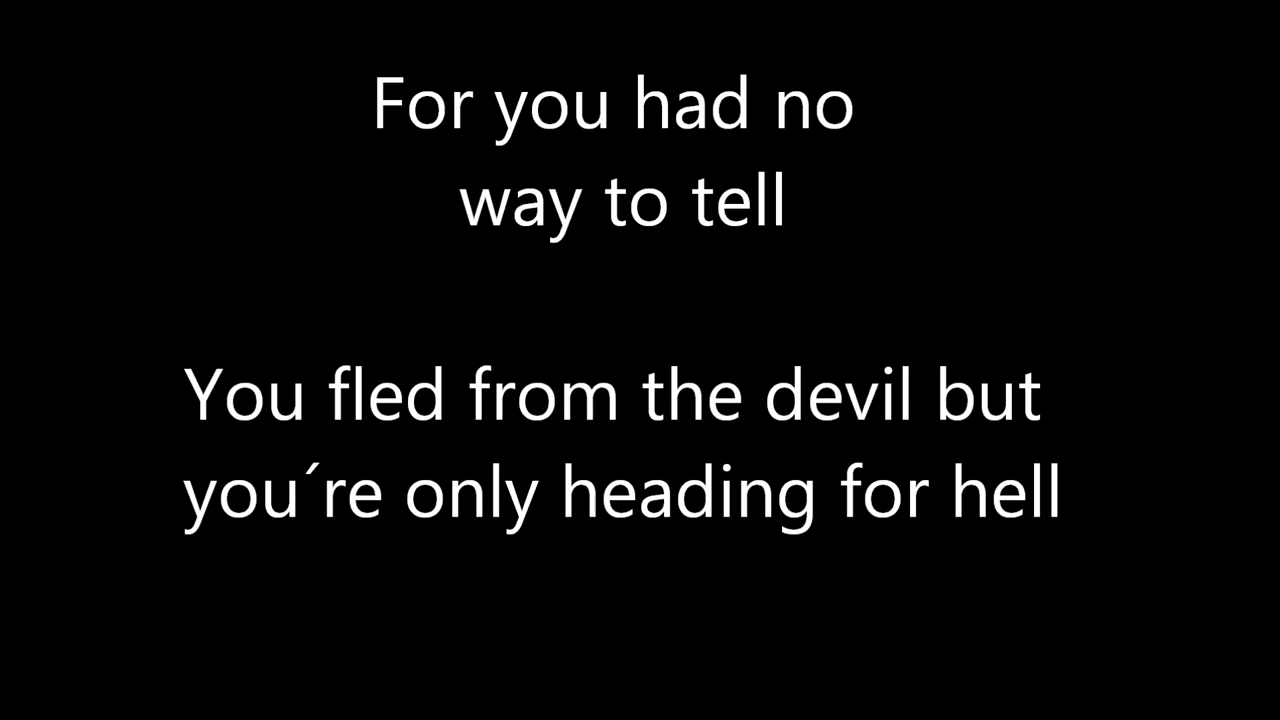 For you had no
way to tell
You fled from the devil but
you´re only heading for hell